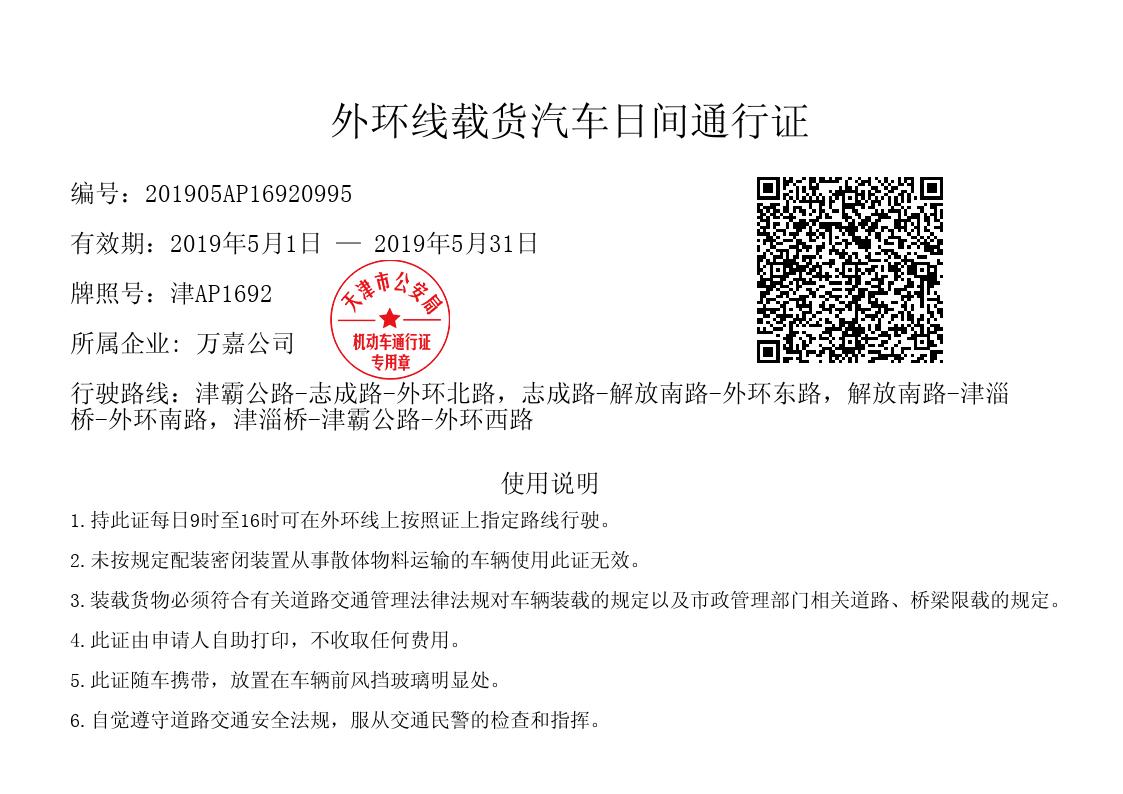 外环线载货汽车日间通行证
编号：201905AP16920995
有效期：2019年5月1日 — 2019年5月31日
牌照号：津AP1692
所属企业: 万嘉公司
天津市公安局
机动车通行证
专用章
行驶路线：津霸公路-志成路-外环北路，志成路-解放南路-外环东路，解放南路-津淄
桥-外环南路，津淄桥-津霸公路-外环西路
使用说明
1.持此证每日9时至16时可在外环线上按照证上指定路线行驶。
2.未按规定配装密闭装置从事散体物料运输的车辆使用此证无效。
3.装载货物必须符合有关道路交通管理法律法规对车辆装载的规定以及市政管理部门相关道路、桥梁限载的规定。
4.此证由申请人自助打印，不收取任何费用。
5.此证随车携带，放置在车辆前风挡玻璃明显处。
6.自觉遵守道路交通安全法规，服从交通民警的检查和指挥。